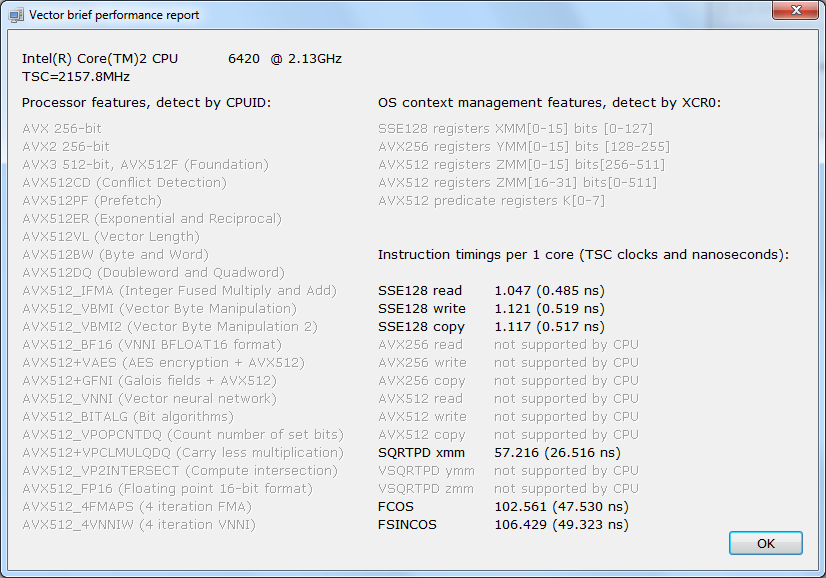 Vector brief performance report
Intel(R) Core(TM)2 CPU 6420 @ 2.13GHz
TSC=2157.8MHz
Processor features, detect by CPUID:
AVX 256-bit
AVX2 256-bit
AVX3 512-bit, AVX512F (Foundation)
AVX512CD (Conflict Detection)
AVX512PF (Prefetch)
AVX512ER (Exponential and Reciprocal)
AVX512VL (Vector Length)
AVX512BW (Byte and Word)
AVX512DQ (Doubleword and Quadword)
AVX512_IFMA (Integer Fused Multiply and Add)
AVX512_VBMI (Vector Byte Manipulation)
AVX512_VBMI2 (Vector Byte Manipulation 2)
AVX512_BF16 (VNNI BFLOAT16 format)
AVX512+VAES (AES encryption + AVX512)
AVX512+GFNI (Galois fields + AVX512)
AVX512_VNNI (Vector neural network)
AVX512_BITALG (Bit algorithms)
AVX512_VPOPCNTDQ (Count number of set bits)
AVX512+VPCLMULQDQ (Carry less multiplication)
AVX512_VP2INTERSECT (Compute intersection)
AVX512_FP16 (Floating point 16-bit format)
AVX512_4FMAPS (4 iteration FMA)
AVX512_4VNNIW (4 iteration VNNI)
OS context management features, detect by XCR0:
SSE128 registers XMM[0-15] bits [0-127]
AVX256 registers YMM[0-15] bits [128-255]
AVX512 registers ZMM[0-15] bits[256-511]
AVX512 registers ZMM[16-31] bits[0-511]
AVX512 predicate registers K[0-7]
Instruction timings per 1 core (TSC clocks and nanoseconds):
SSE128 read 1.047 (0.485 ns)
SSE128 write 1.121 (0.519 ns)
SSE128 copy 1.117 (0.517 ns)
AVX256 read not supported by CPU
AVX256 write not supported by CPU
AVX256 copy not supported by CPU
AVX512 read not supported by CPU
AVX512 write not supported by CPU
AVX512 copy not supported by CPU
SQRTPD xmm 57.216 (26.516 ns)
VSQRTPD ymm not supported by CPU
VSQRTPD zmm not supported by CPU
FCOS 102.561 (47.530 ns)
FSINCOS 106.429 (49.323 ns)
OK